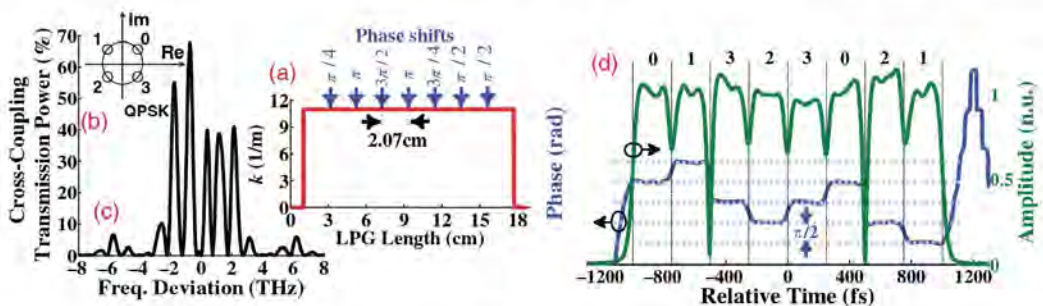 Cross-Coupling
Transmission Power (%)
70
60
50
40
30
20
10
0
-8 -6 -4 -2 0 2 4 6 8
Freq. Deviation (THz)
Im
Re
1 0
2 3
QPSK
(b)
(c)
(a)
Phase shifts
π/4 π 3π/2 π 3π/4 π/2 π/2
k (1/m)
12
9
6
3
0
2.07cm
0 3 6 9 12 15 18
LPG Length (cm)
(d)
0 1 3 2 3 0 2 1
Phase (rad)
π/2
1
0.5
0
Amplitude (n.u.)
-1200 -800 -400 0 400 800 1200
Relative Time (fs)